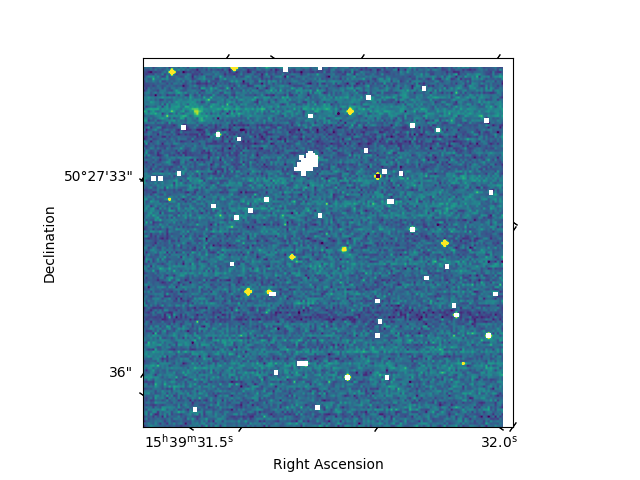 50°27'33"
Declination
36"
15ʰ39ᵐ31.5ˢ
32.0ˢ
Right Ascension